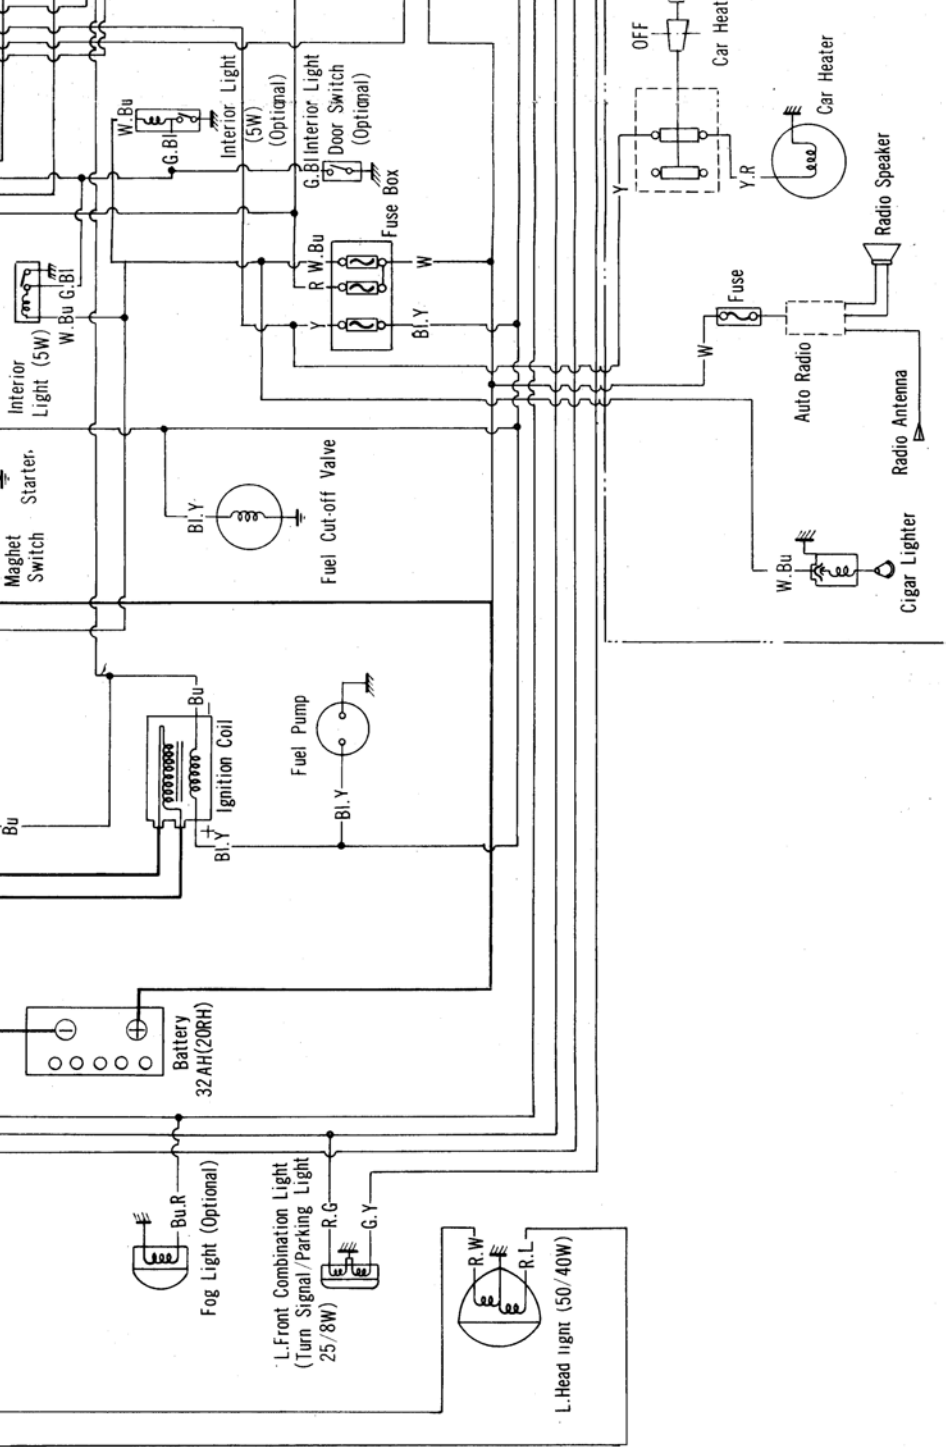 OFF
Car Heat
Car Heater
Y
Y.R
Radio Speaker
W.Bu
G.Bl
Interior Light
(5W)
(Optional)
G.Bl
Interior Light
Door Switch
(Optional)
Fuse Box
W.Bu
R
Y
W
Bl.Y
Fuse
W
Auto Radio
Radio Antenna
G.Bl
W.Bu
Interior
Light (5W)
Starter.
Maghet
Switch
Bl.Y
Fuel Cut-off Valve
W.Bu
Cigar Lighter
Bu
Bu
−
Ignition Coil
+
Bl.Y
Fuel Pump
Bl.Y
Battery
32AH(20RH)
Bu.R
Fog Light (Optional)
R.G
G.Y
L.Front Combination Light
(Turn Signal/Parking Light
25/8W)
R.W
R.L
L.Head light (50/40W)